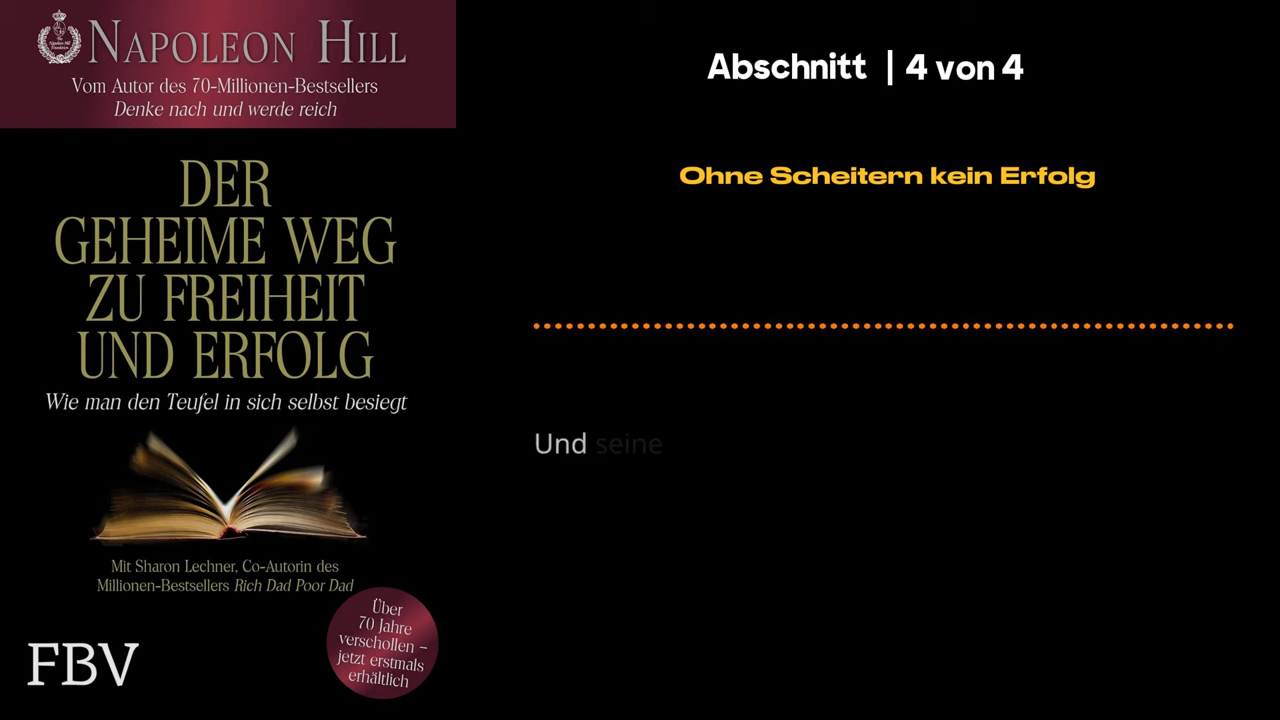 NAPOLEON HILL
Vom Autor des 70-Millionen-Bestsellers
Denke nach und werde reich
DER
GEHEIME WEG
ZU FREIHEIT
UND ERFOLG
Wie man den Teufel in sich selbst besiegt
Mit Sharon Lechner, Co-Autorin des
Millionen-Bestsellers Rich Dad Poor Dad
Über
70 Jahre
verschollen –
jetzt erstmals
erhältlich
FBV
Abschnitt | 4 von 4
Ohne Scheitern kein Erfolg
Und seine